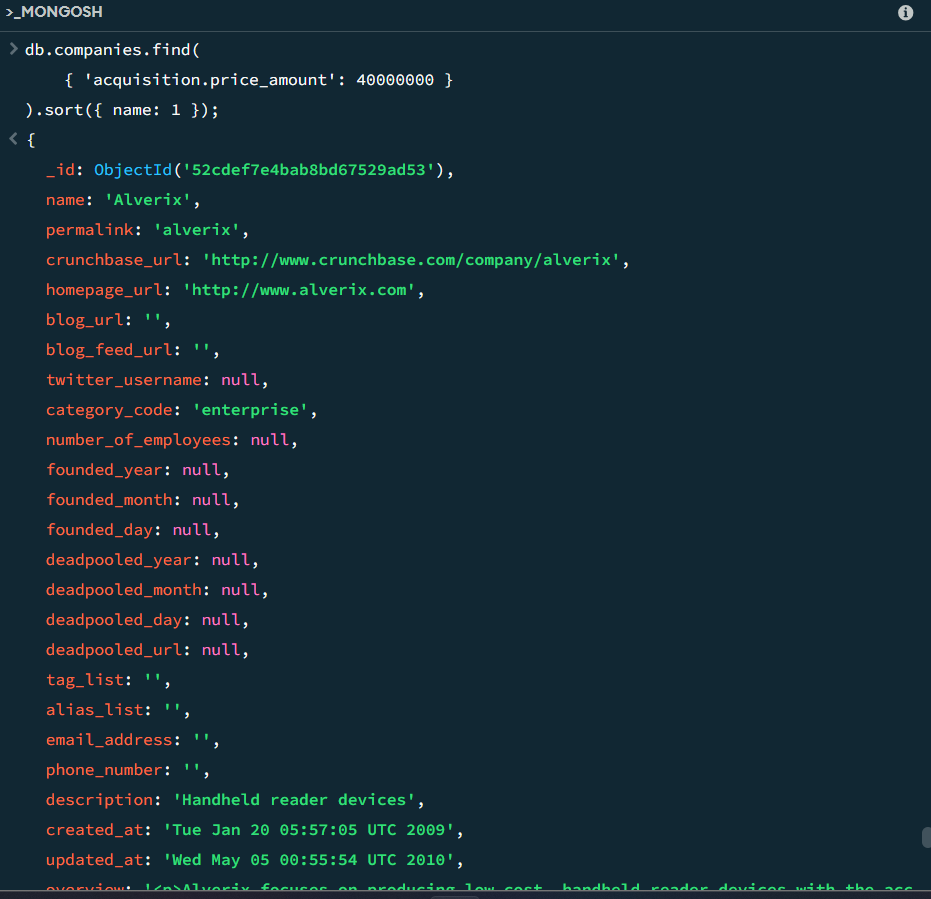 >_MONGOSH
> db.companies.find(
{ 'acquisition.price_amount': 40000000 }
).sort({ name: 1 });
< {
_id: ObjectId('52cdef7e4bab8bd67529ad53'),
name: 'Alverix',
permalink: 'alverix',
crunchbase_url: 'http://www.crunchbase.com/company/alverix',
homepage_url: 'http://www.alverix.com',
blog_url: '',
blog_feed_url: '',
twitter_username: null,
category_code: 'enterprise',
number_of_employees: null,
founded_year: null,
founded_month: null,
founded_day: null,
deadpooled_year: null,
deadpooled_month: null,
deadpooled_day: null,
deadpooled_url: null,
tag_list: '',
alias_list: '',
email_address: '',
phone_number: '',
description: 'Handheld reader devices',
created_at: 'Tue Jan 20 05:57:05 UTC 2009',
updated_at: 'Wed May 05 00:55:54 UTC 2010',
overview: '<p>Alverix focuses on producing low cost, handheld reader devices with the acc